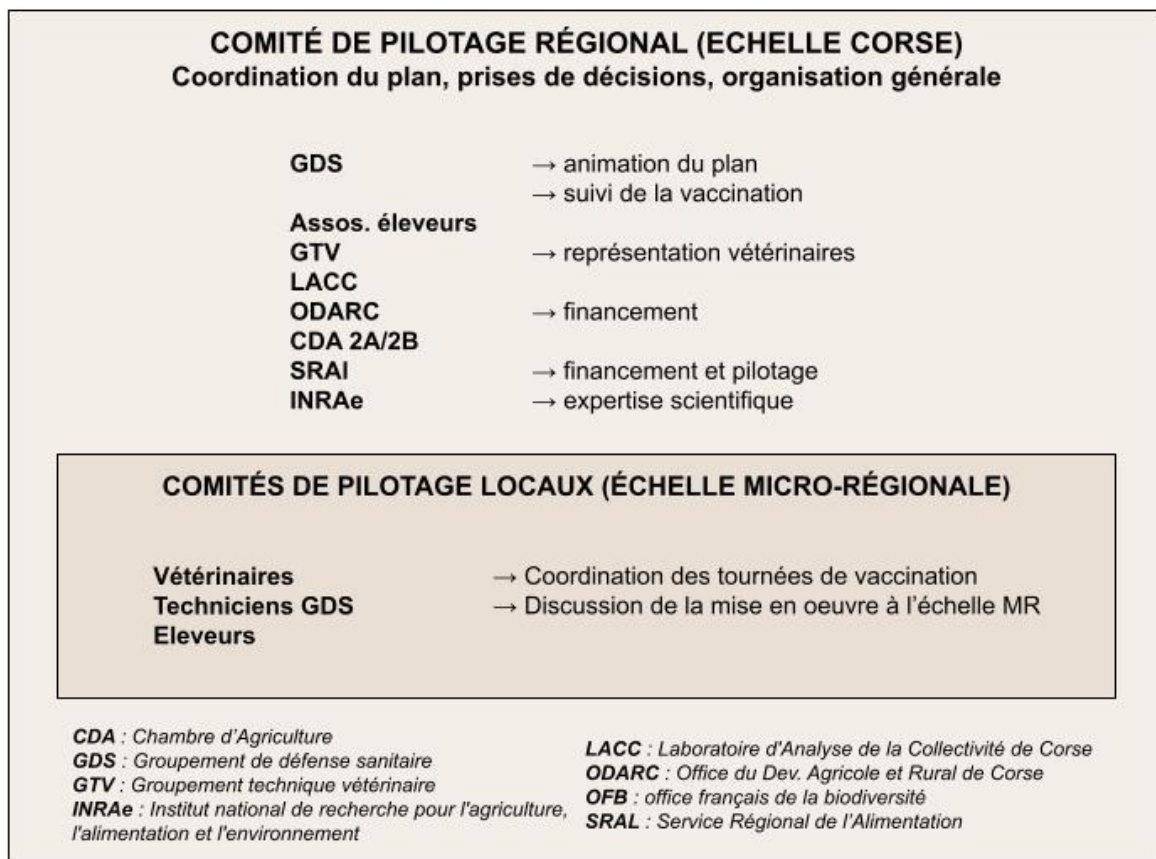 COMITÉ DE PILOTAGE RÉGIONAL (ECHELLE CORSE)
Coordination du plan, prises de décisions, organisation générale
GDS → animation du plan
→ suivi de la vaccination
Assos. éleveurs
GTV → représentation vétérinaires
LACC
ODARC → financement
CDA 2A/2B
SRAl → financement et pilotage
INRAe → expertise scientifique
COMITÉS DE PILOTAGE LOCAUX (ÉCHELLE MICRO-RÉGIONALE)
Vétérinaires → Coordination des tournées de vaccination
Techniciens GDS → Discussion de la mise en oeuvre à l'échelle MR
Eleveurs
CDA : Chambre d'Agriculture
GDS : Groupement de défense sanitaire
GTV : Groupement technique vétérinaire
INRAe : Institut national de recherche pour l'agriculture,
l'alimentation et l'environnement
LACC : Laboratoire d'Analyse de la Collectivité de Corse
ODARC : Office du Dev. Agricole et Rural de Corse
OFB : office français de la biodiversité
SRAL : Service Régional de l'Alimentation